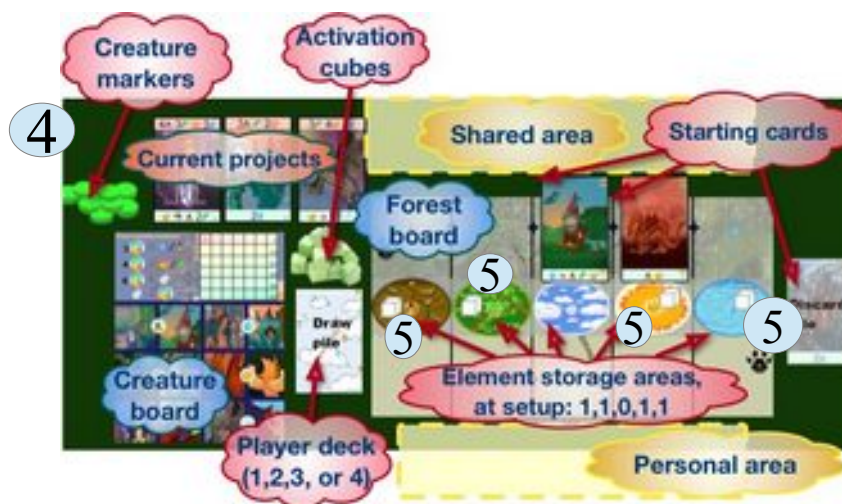 Creature
markers
Activation
cubes
4
Shared area
Starting cards
Current projects
Forest
board
5
5
5
5
Draw
pile
Discard
Element storage areas,
at setup: 1,1,0,1,1
Creature
board
Player deck
(1,2,3, or 4)
Personal area